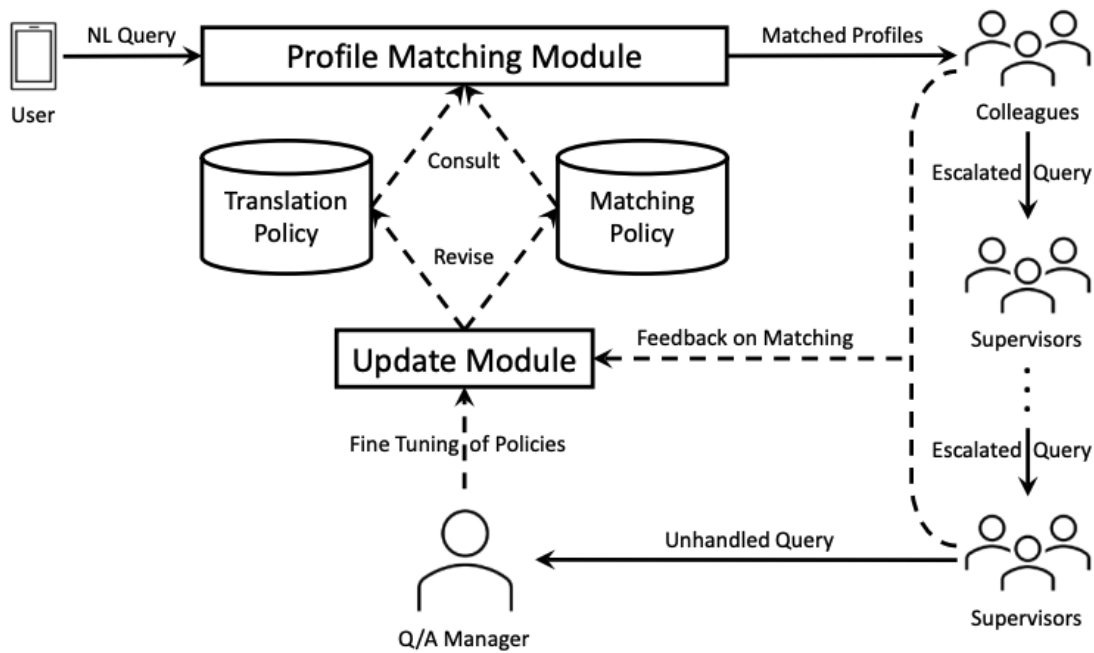 NL Query
Profile Matching Module
Matched Profiles
User
Colleagues
Consult
Translation
Policy
Matching
Policy
Escalated Query
Revise
Supervisors
Feedback on Matching
Update Module
Fine Tuning of Policies
Escalated Query
Unhandled Query
Supervisors
Q/A Manager